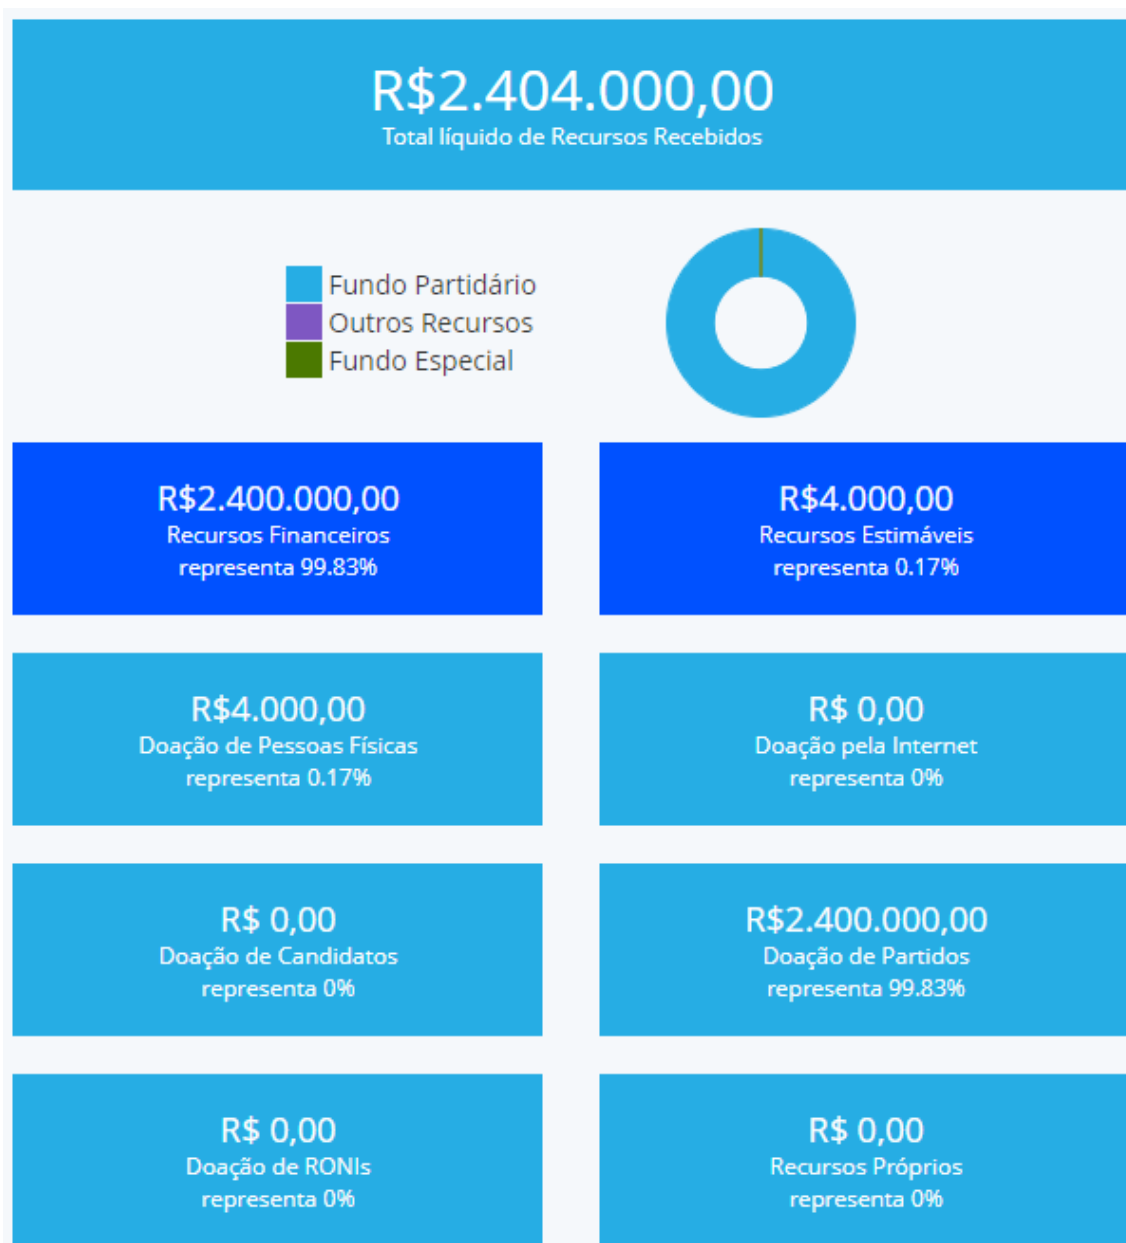 R$2.404.000,00
Total líquido de Recursos Recebidos
Fundo Partidário
Outros Recursos
Fundo Especial
R$2.400.000,00
Recursos Financeiros
representa 99.83%
R$4.000,00
Recursos Estimáveis
representa 0.17%
R$4.000,00
Doação de Pessoas Físicas
representa 0.17%
R$ 0,00
Doação pela Internet
representa 0%
R$ 0,00
Doação de Candidatos
representa 0%
R$2.400.000,00
Doação de Partidos
representa 99.83%
R$ 0,00
Doação de RONIs
representa 0%
R$ 0,00
Recursos Próprios
representa 0%